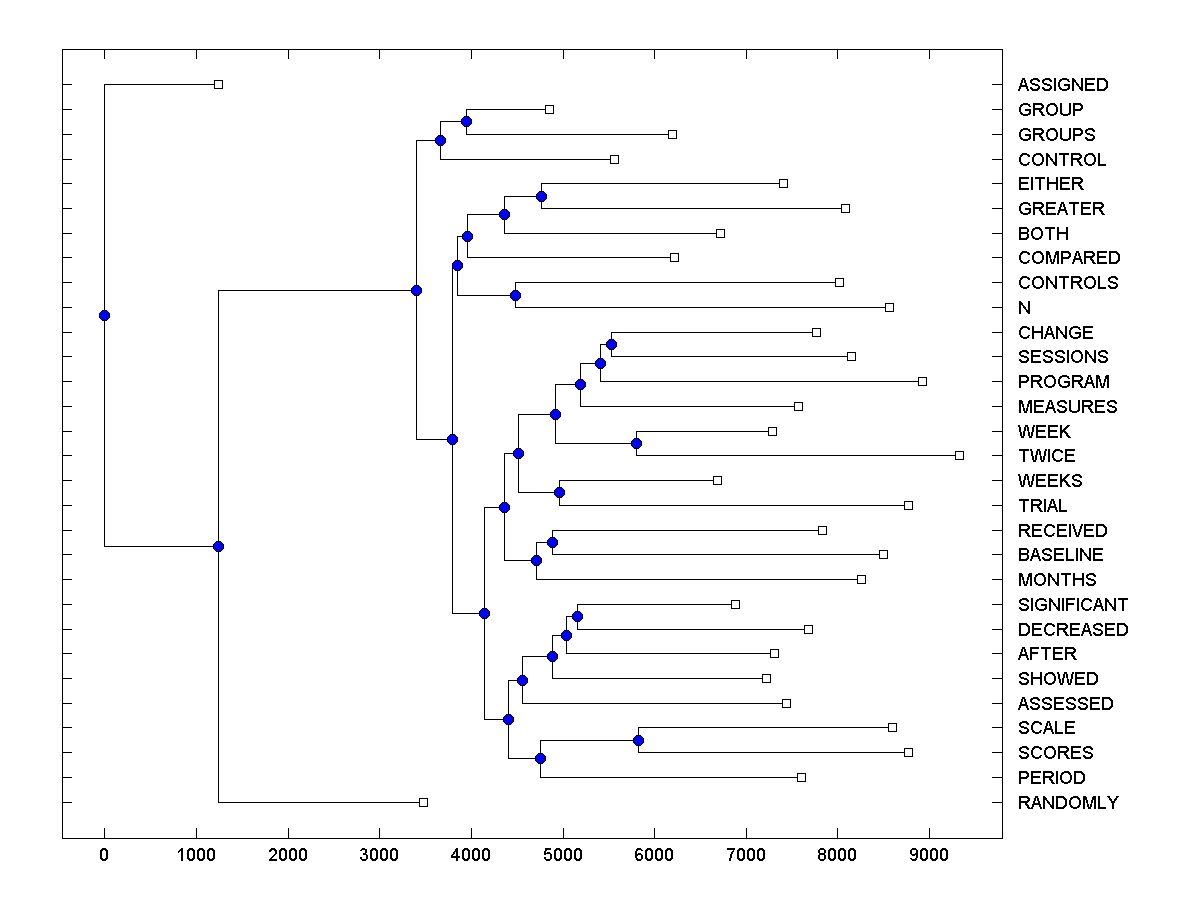 ASSIGNED
GROUP
GROUPS
CONTROL
EITHER
GREATER
BOTH
COMPARED
CONTROLS
N
CHANGE
SESSIONS
PROGRAM
MEASURES
WEEK
TWICE
WEEKS
TRIAL
RECEIVED
BASELINE
MONTHS
SIGNIFICANT
DECREASED
AFTER
SHOWED
ASSESSED
SCALE
SCORES
PERIOD
RANDOMLY
0 1000 2000 3000 4000 5000 6000 7000 8000 9000